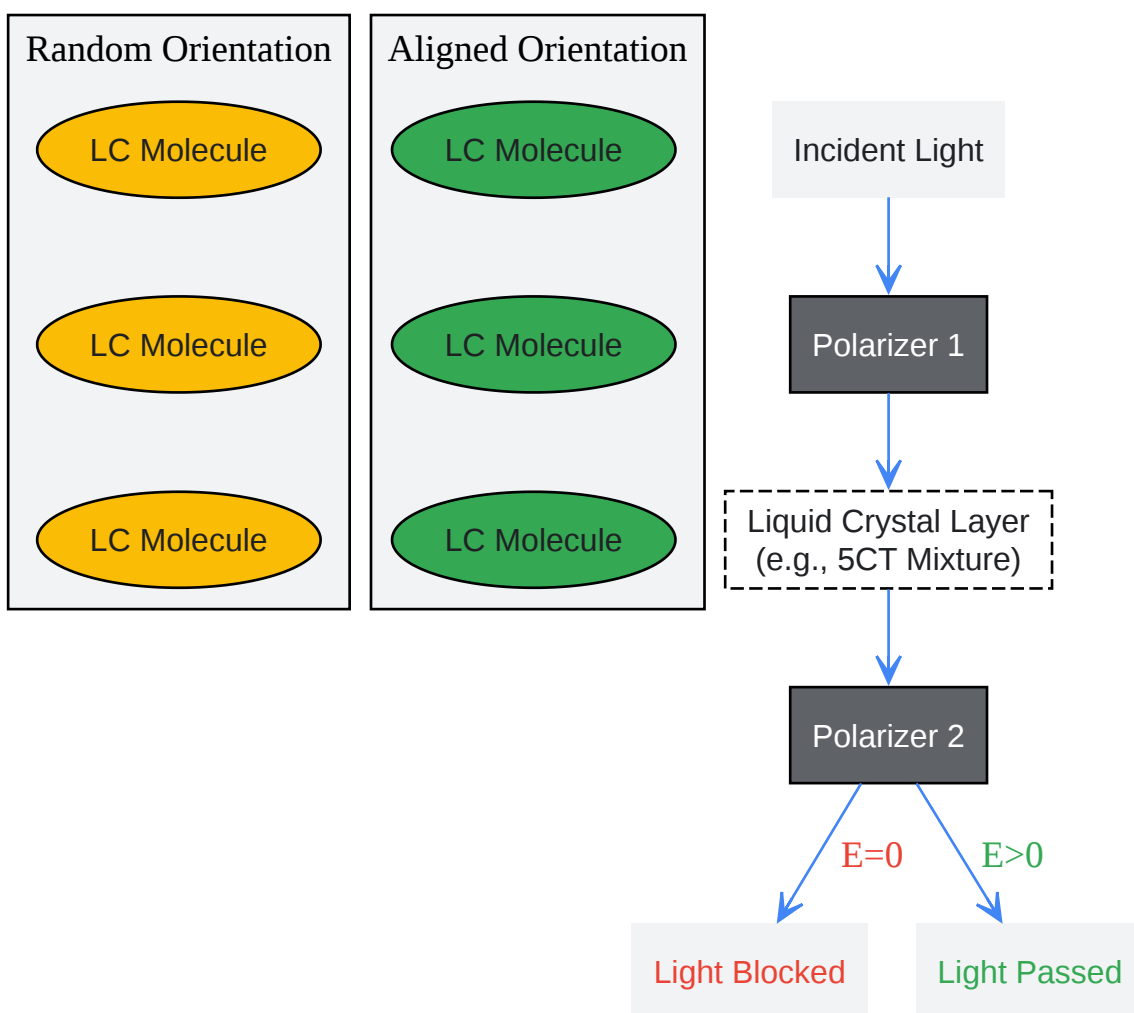 Random Orientation
LC Molecule
LC Molecule
LC Molecule
Aligned Orientation
LC Molecule
LC Molecule
LC Molecule
Incident Light
Polarizer 1
Liquid Crystal Layer
(e.g., 5CT Mixture)
Polarizer 2
E=0
E>0
Light Blocked
Light Passed